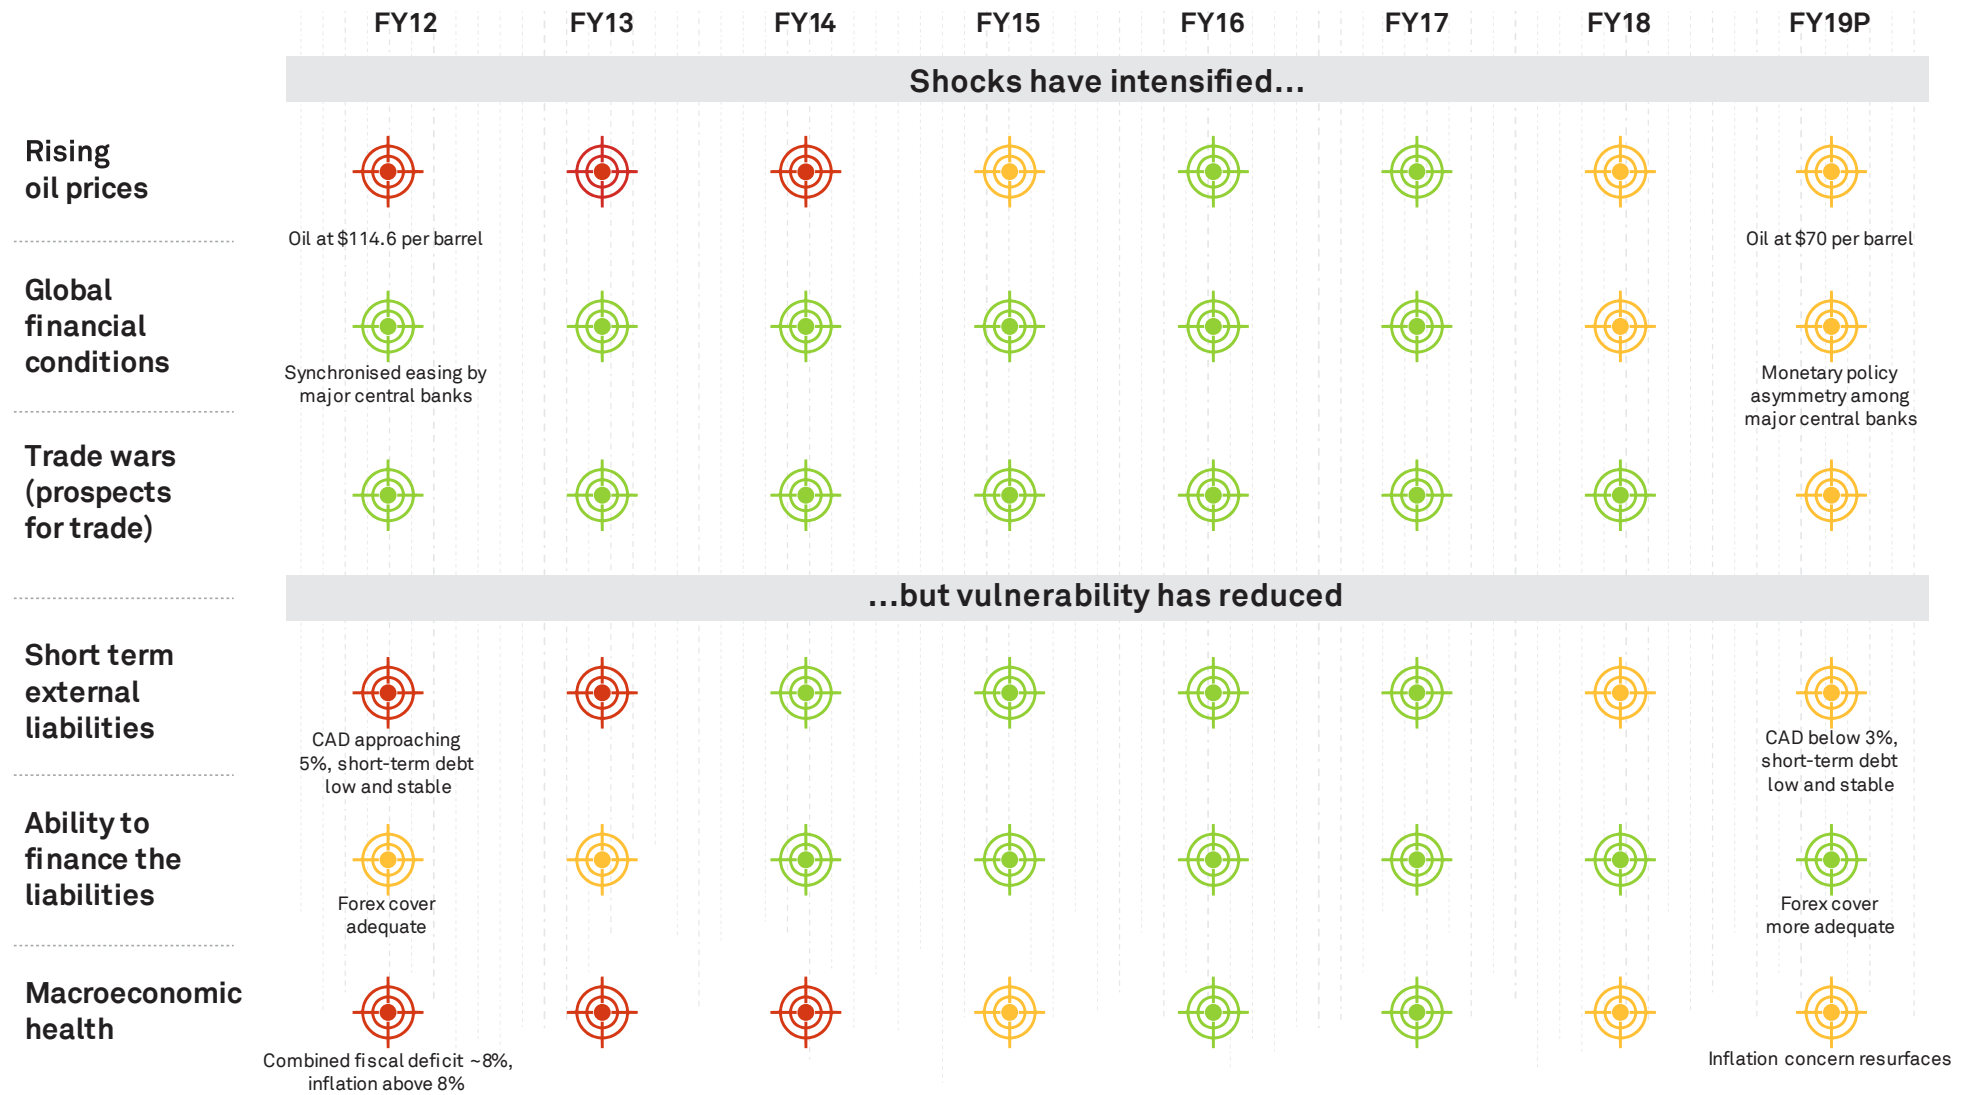 FY12 FY13 FY14 FY15 FY16 FY17 FY18 FY19P
Shocks have intensified...
Rising
oil prices
Oil at $114.6 per barrel
Oil at $70 per barrel
Global
financial
conditions
Synchronised easing by
major central banks
Monetary policy
asymmetry among
major central banks
Trade wars
(prospects
for trade)
...but vulnerability has reduced
Short term
external
liabilities
CAD approaching
5%, short-term debt
low and stable
CAD below 3%,
short-term debt
low and stable
Ability to
finance the
liabilities
Forex cover
adequate
Forex cover
more adequate
Macroeconomic
health
Combined fiscal deficit ~8%,
inflation above 8%
Inflation concern resurfaces